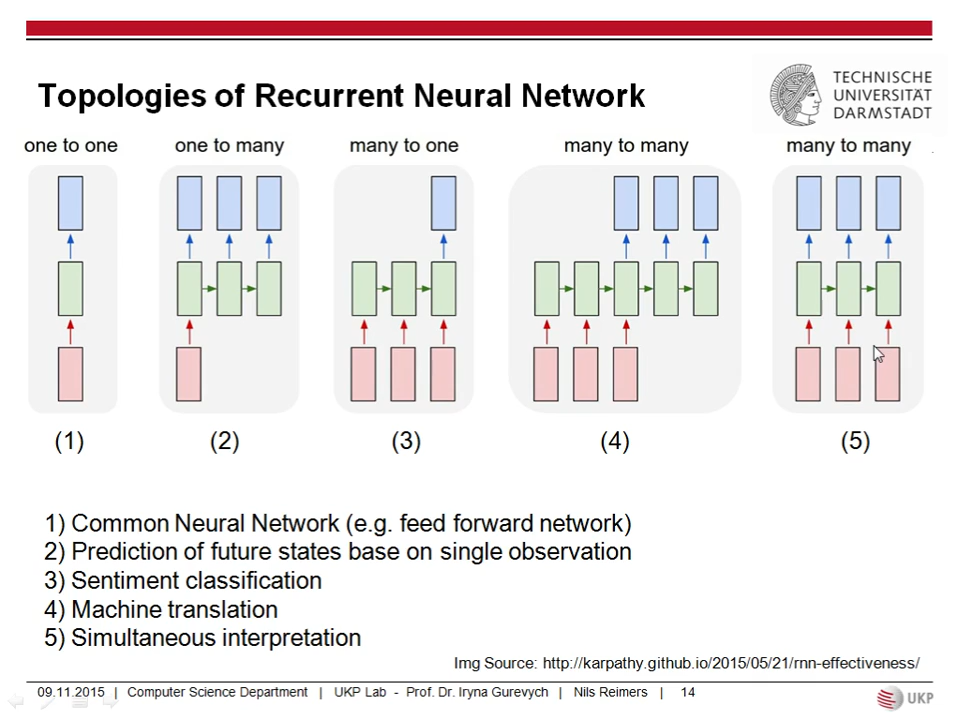 Topologies of Recurrent Neural Network
TECHNISCHE
UNIVERSITÄT
DARMSTADT
one to one
one to many
many to one
many to many
many to many
(1)
(2)
(3)
(4)
(5)
1) Common Neural Network (e.g. feed forward network)
2) Prediction of future states base on single observation
3) Sentiment classification
4) Machine translation
5) Simultaneous interpretation
Img Source: http://karpathy.github.io/2015/05/21/rnn-effectiveness/
09.11.2015 | Computer Science Department | UKP Lab - Prof. Dr. Iryna Gurevych | Nils Reimers | 14
UKP